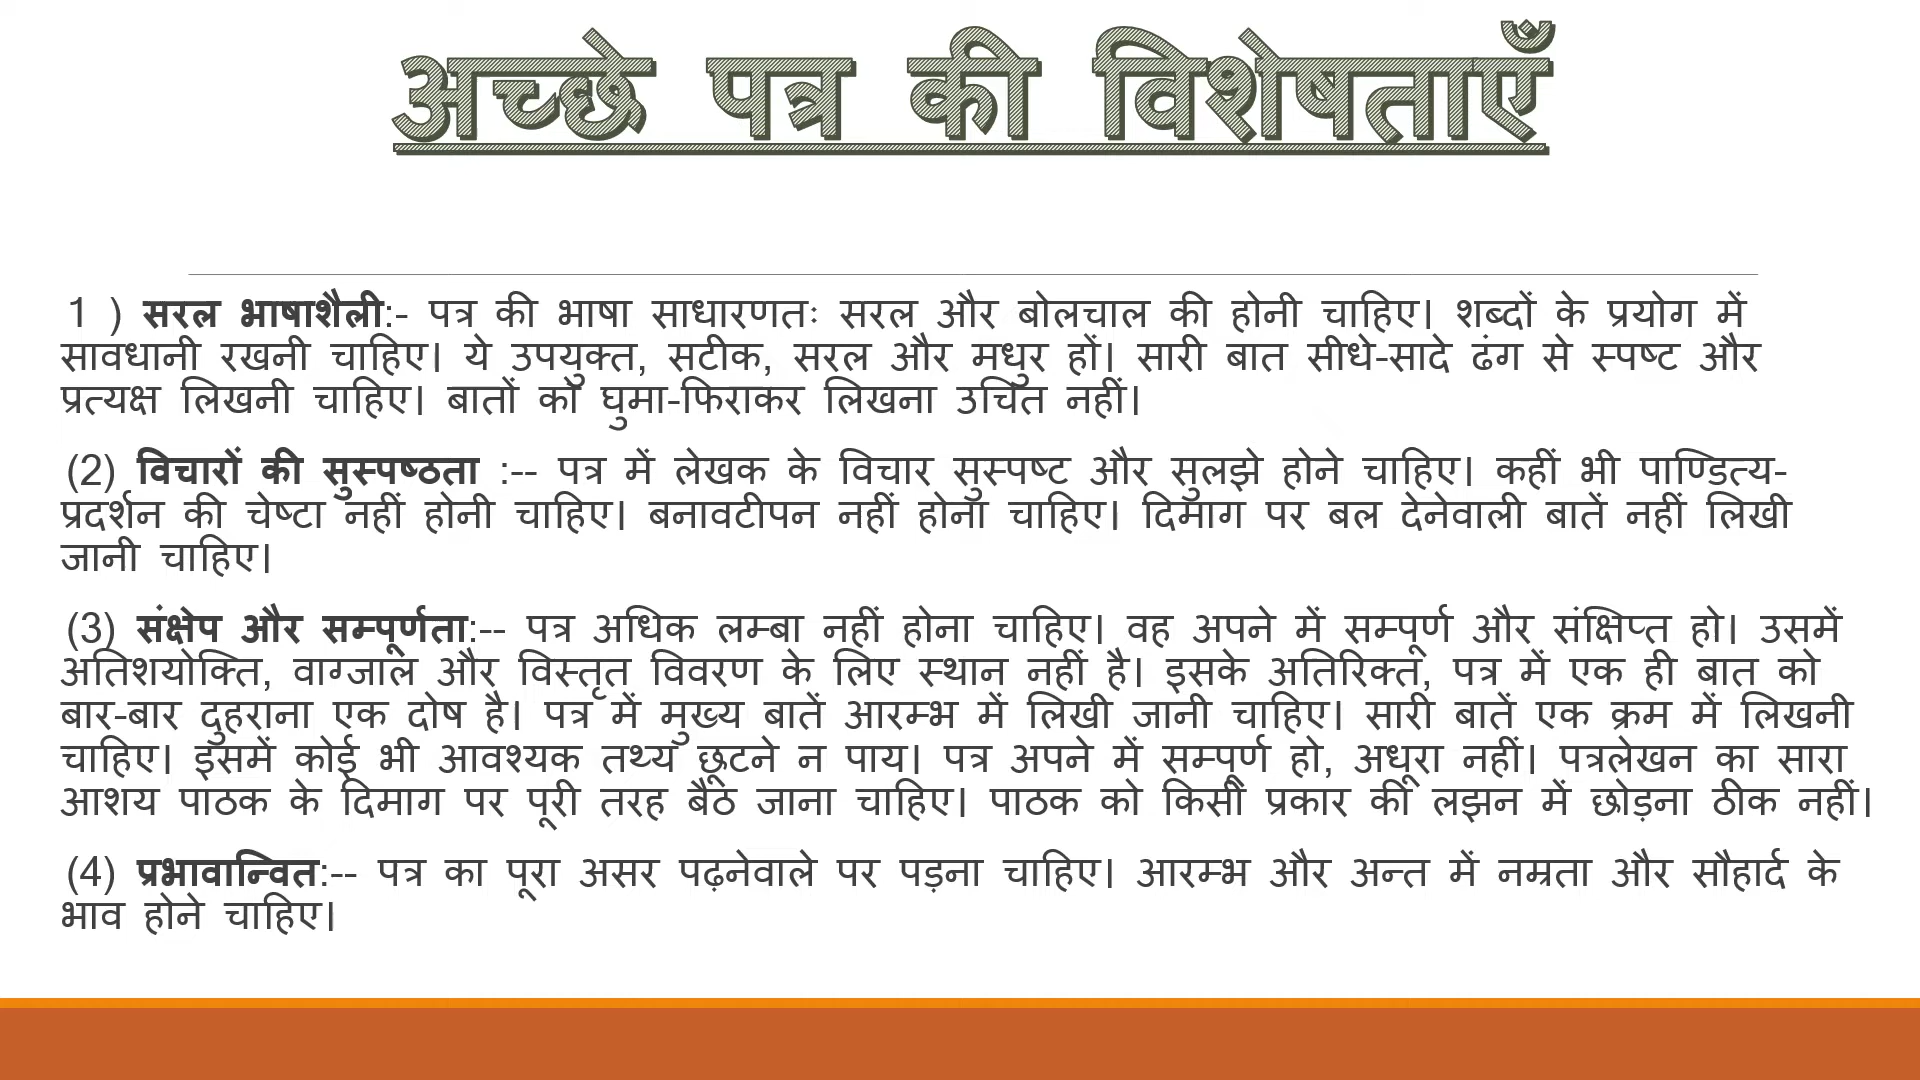 अच्छे पत्र की विशेषताएँ
1 ) सरल भाषाशैली:- पत्र की भाषा साधारणतः सरल और बोलचाल की होनी चाहिए। शब्दों के प्रयोग में
सावधानी रखनी चाहिए। ये उपयुक्त, सटीक, सरल और मधुर हों। सारी बात सीधे-सादे ढंग से स्पष्ट और
प्रत्यक्ष लिखनी चाहिए। बातों को घुमा-फिराकर लिखना उचित नहीं।
(2) विचारों की सुस्पष्ठता :-- पत्र में लेखक के विचार सुस्पष्ट और सुलझे होने चाहिए। कहीं भी पाण्डित्य-
प्रदर्शन की चेष्टा नहीं होनी चाहिए। बनावटीपन नहीं होना चाहिए। दिमाग पर बल देनेवाली बातें नहीं लिखी
जानी चाहिए।
(3) संक्षेप और सम्पूर्णता:-- पत्र अधिक लम्बा नहीं होना चाहिए। वह अपने में सम्पूर्ण और संक्षिप्त हो। उसमें
अतिशयोक्ति, वाग्जाल और विस्तृत विवरण के लिए स्थान नहीं है। इसके अतिरिक्त, पत्र में एक ही बात को
बार-बार दुहराना एक दोष है। पत्र में मुख्य बातें आरम्भ में लिखी जानी चाहिए। सारी बातें एक क्रम में लिखनी
चाहिए। इसमें कोई भी आवश्यक तथ्य छूटने न पाय। पत्र अपने में सम्पूर्ण हो, अधूरा नहीं। पत्रलेखन का सारा
आशय पाठक के दिमाग पर पूरी तरह बैठ जाना चाहिए। पाठक को किसी प्रकार की लझन में छोड़ना ठीक नहीं।
(4) प्रभावान्वित:-- पत्र का पूरा असर पढ़नेवाले पर पड़ना चाहिए। आरम्भ और अन्त में नम्रता और सौहार्द के
भाव होने चाहिए।